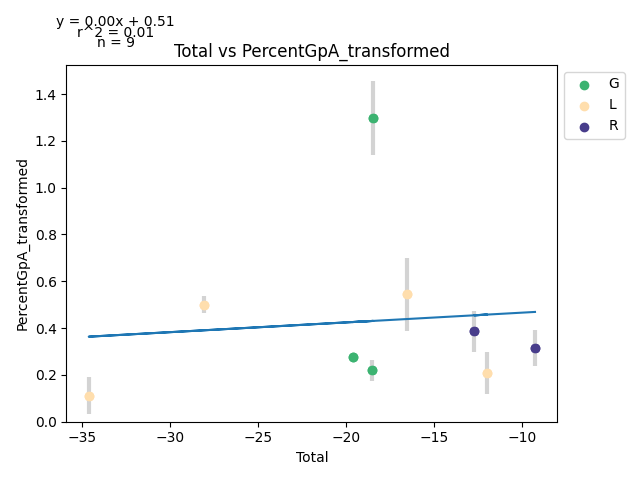 y = 0.00x + 0.51
r^2 = 0.01
n = 9
Total vs PercentGpA_transformed
G
L
R
PercentGpA_transformed
1.4
1.2
1.0
0.8
0.6
0.4
0.2
0.0
−35
−30
−25
−20
−15
−10
Total